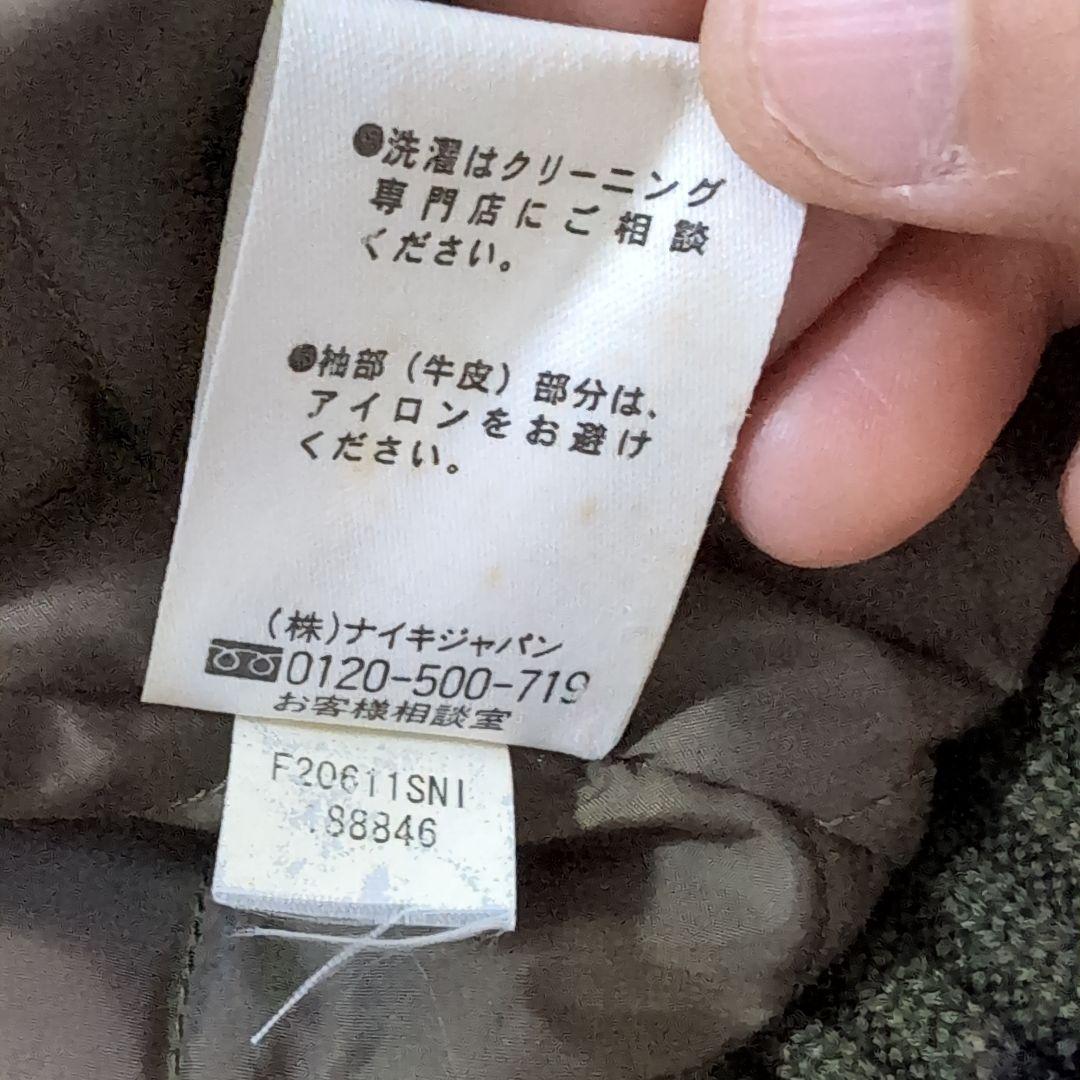 ●洗濯はクリーニング
専門店にご相談
ください。
●袖部（牛皮）部分は、
アイロンをお避け
ください。
(株)ナイキジャパン
0120-500-719
お客様相談室
F20611SNI
.88846